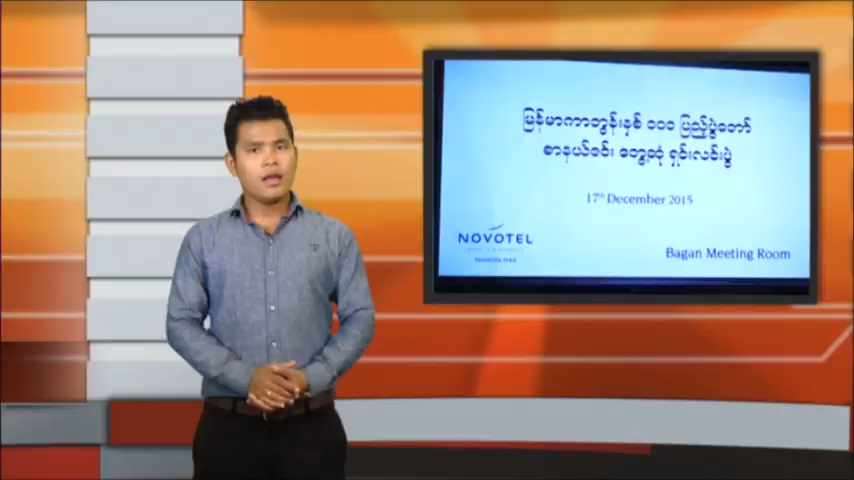 မြန်မာကာတွန်းနှစ် ၁၀၀ ပြည့်ပွဲတော်
စာနယ်ဇင်း တွေ့ဆုံ ရှင်းလင်းပွဲ
17th December 2015
NOVOTEL
Bagan Meeting Room